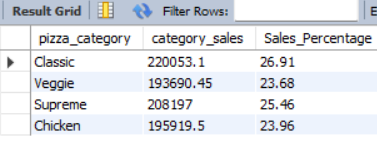 Result Grid Filter Rows: E
pizza_category category_sales Sales_Percentage
Classic 220053.1 26.91
Veggie 193690.45 23.68
Supreme 208197 25.46
Chicken 195919.5 23.96